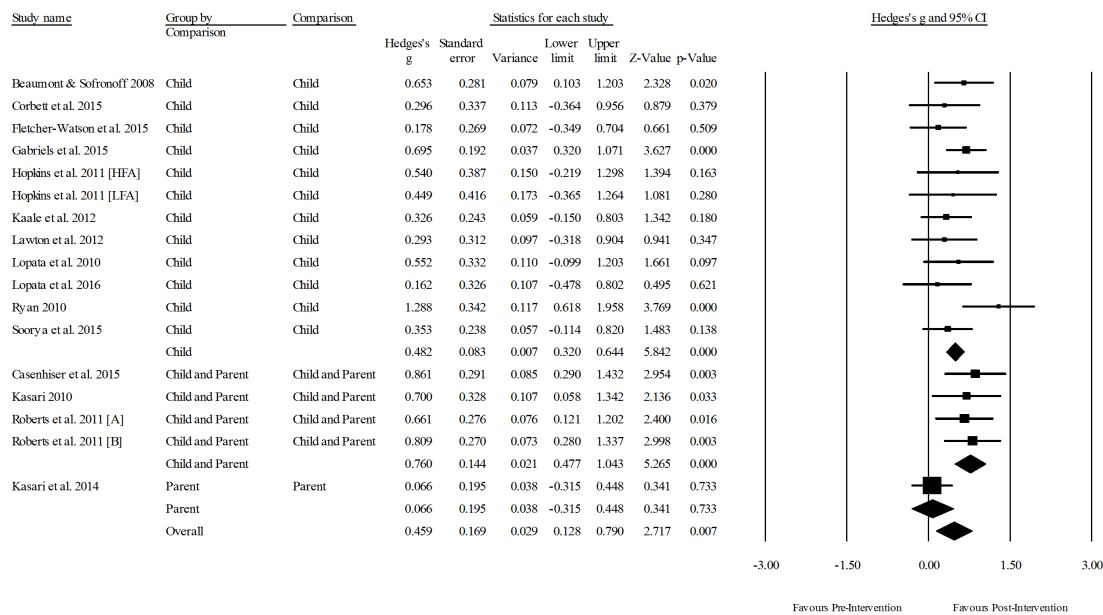 Study name Group by Comparison Statistics for each study Hedges's g and 95% CI
Comparison
Hedges's Standard Lower Upper
g error Variance limit limit Z-Value p-Value
Beaumont & Sofronoff 2008 Child Child 0.653 0.281 0.079 0.103 1.203 2.328 0.020
Corbett et al. 2015 Child Child 0.296 0.337 0.113 -0.364 0.956 0.879 0.379
Fletcher-Watson et al. 2015 Child Child 0.178 0.269 0.072 -0.349 0.704 0.661 0.509
Gabriels et al. 2015 Child Child 0.695 0.192 0.037 0.320 1.071 3.627 0.000
Hopkins et al. 2011 [HFA] Child Child 0.540 0.387 0.150 -0.219 1.298 1.394 0.163
Hopkins et al. 2011 [LFA] Child Child 0.449 0.416 0.173 -0.365 1.264 1.081 0.280
Kaale et al. 2012 Child Child 0.326 0.243 0.059 -0.150 0.803 1.342 0.180
Lawton et al. 2012 Child Child 0.293 0.312 0.097 -0.318 0.904 0.941 0.347
Lopata et al. 2010 Child Child 0.552 0.332 0.110 -0.099 1.203 1.661 0.097
Lopata et al. 2016 Child Child 0.162 0.326 0.107 -0.478 0.802 0.495 0.621
Ryan 2010 Child Child 1.288 0.342 0.117 0.618 1.958 3.769 0.000
Soorya et al. 2015 Child Child 0.353 0.238 0.057 -0.114 0.820 1.483 0.138
Child 0.482 0.083 0.007 0.320 0.644 5.842 0.000
Casenhiser et al. 2015 Child and Parent Child and Parent 0.861 0.291 0.085 0.290 1.432 2.954 0.003
Kasari 2010 Child and Parent Child and Parent 0.700 0.328 0.107 0.058 1.342 2.136 0.033
Roberts et al. 2011 [A] Child and Parent Child and Parent 0.661 0.276 0.076 0.121 1.202 2.400 0.016
Roberts et al. 2011 [B] Child and Parent Child and Parent 0.809 0.270 0.073 0.280 1.337 2.998 0.003
Child and Parent 0.760 0.144 0.021 0.477 1.043 5.265 0.000
Kasari et al. 2014 Parent Parent 0.066 0.195 0.038 -0.315 0.448 0.341 0.733
Parent 0.066 0.195 0.038 -0.315 0.448 0.341 0.733
Overall 0.459 0.169 0.029 0.128 0.790 2.717 0.007
-3.00 -1.50 0.00 1.50 3.00
Favours Pre-Intervention Favours Post-Intervention